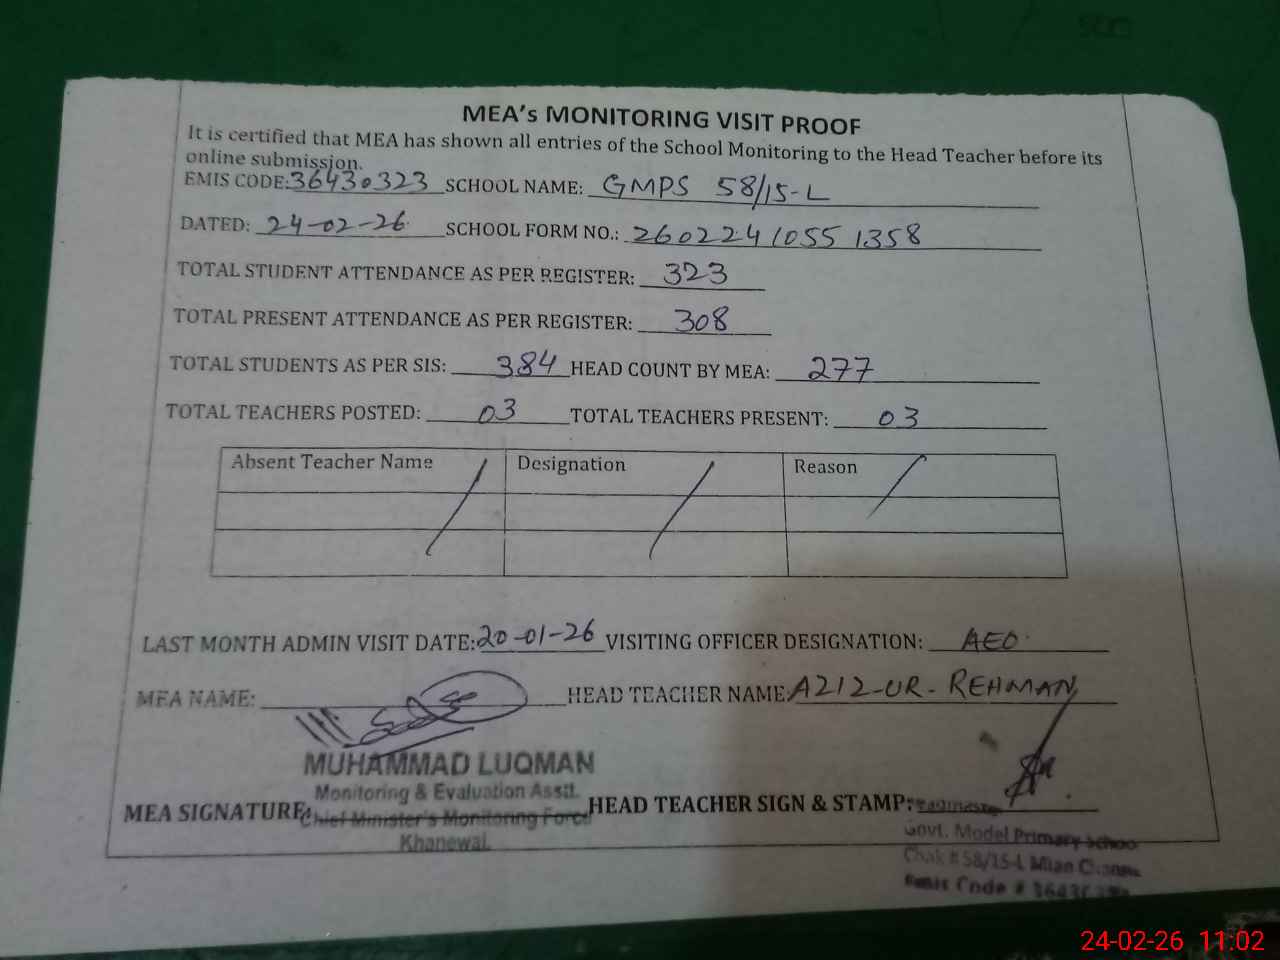 MEA's MONITORING VISIT PROOF
It is certified that MEA has shown all entries of the School Monitoring to the Head Teacher before its
online submission.
EMIS CODE: 36430323 SCHOOL NAME: GMPS 58/15-L
DATED: 24-02-26 SCHOOL FORM NO.: 2602241055 1358
TOTAL STUDENT ATTENDANCE AS PER REGISTER: 323
TOTAL PRESENT ATTENDANCE AS PER REGISTER: 308
TOTAL STUDENTS AS PER SIS: 384 HEAD COUNT BY MEA: 277
TOTAL TEACHERS POSTED: 03 TOTAL TEACHERS PRESENT: 03
Absent Teacher Name Designation Reason
LAST MONTH ADMIN VISIT DATE: 20-01-26 VISITING OFFICER DESIGNATION: AEO
MEA NAME: HEAD TEACHER NAME: AZIZ-UR-REHMAN
MUHAMMAD LUQMAN
Monitoring & Evaluation Asstt.
MEA SIGNATURE: Chief Minister's Monitoring Force HEAD TEACHER SIGN & STAMP:
Khanewal.
Govt. Model Primary School
Chak # 58/15-L Mian
Emis Code #
24-02-26 11:02